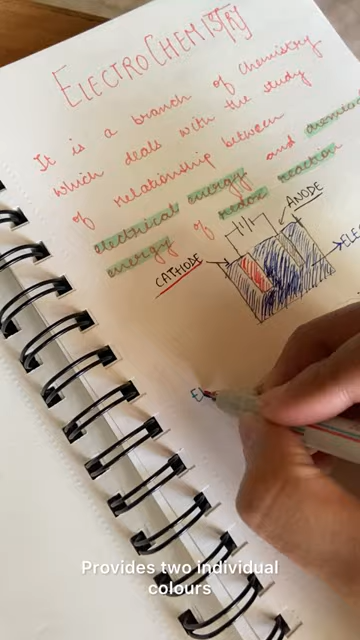 ELECTROCHEMISTRY
It is a branch of chemistry
which deals with the study
of relationship between
electrical energy and chemical
energy of redox reaction
ANODE
CATHODE
ELEC
E
Provides two individual
colours